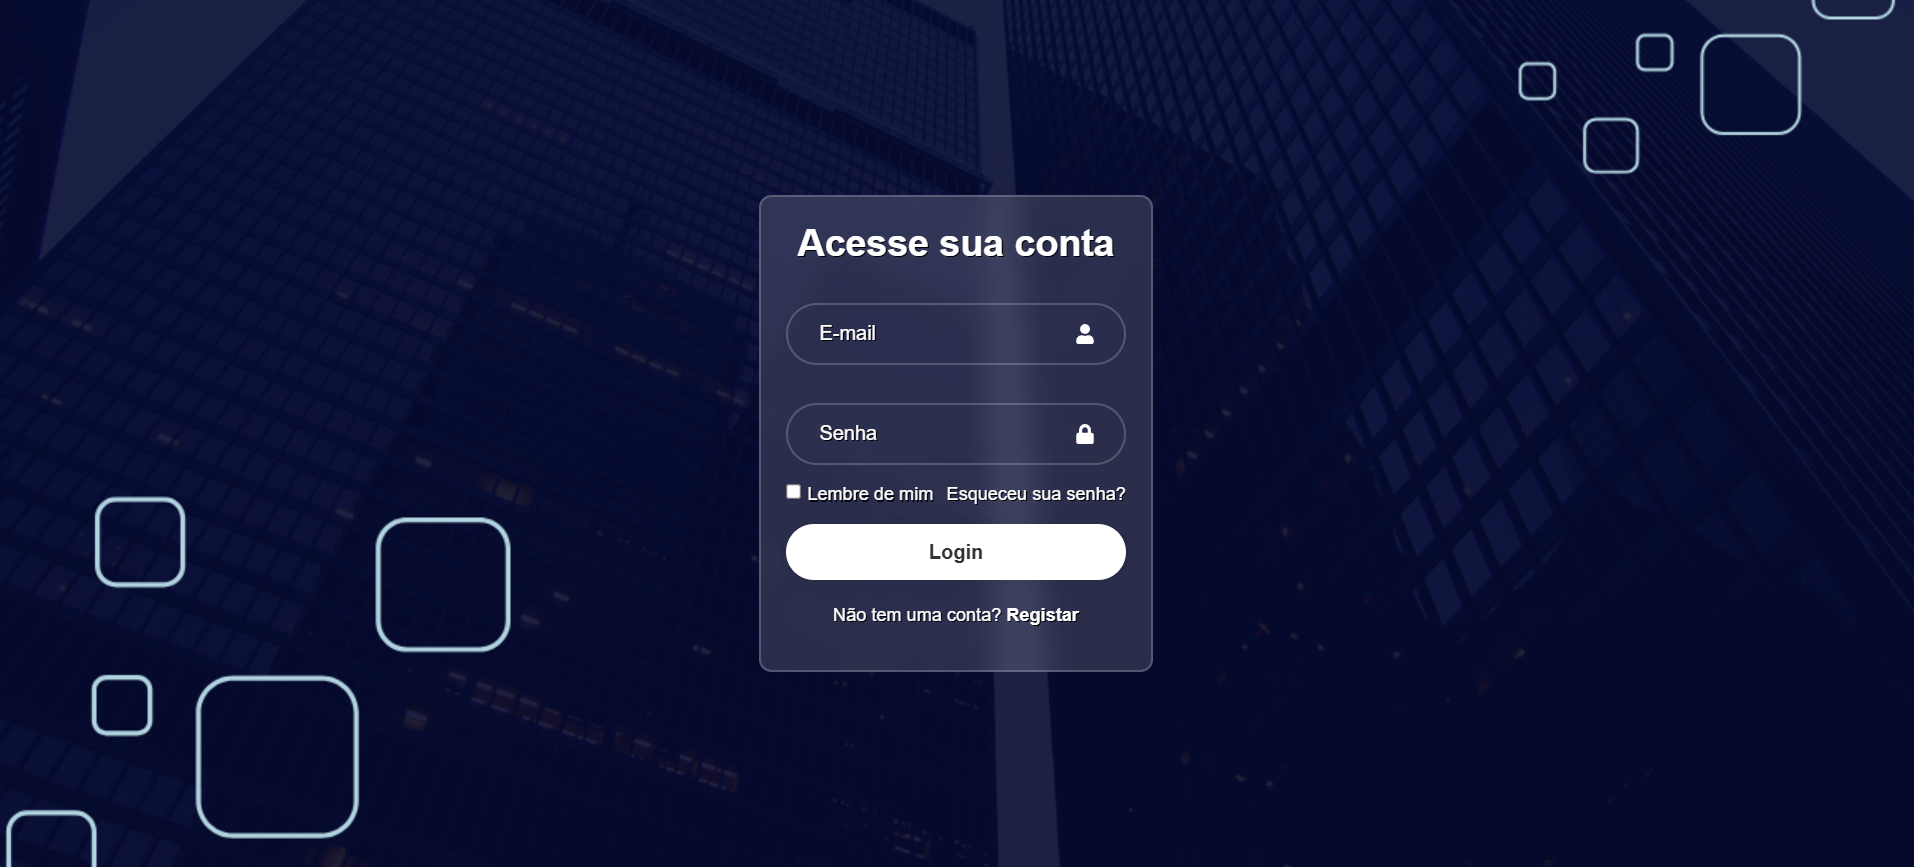 Acesse sua conta
E-mail
Senha
Lembre de mim Esqueceu sua senha?
Login
Não tem uma conta? Registar